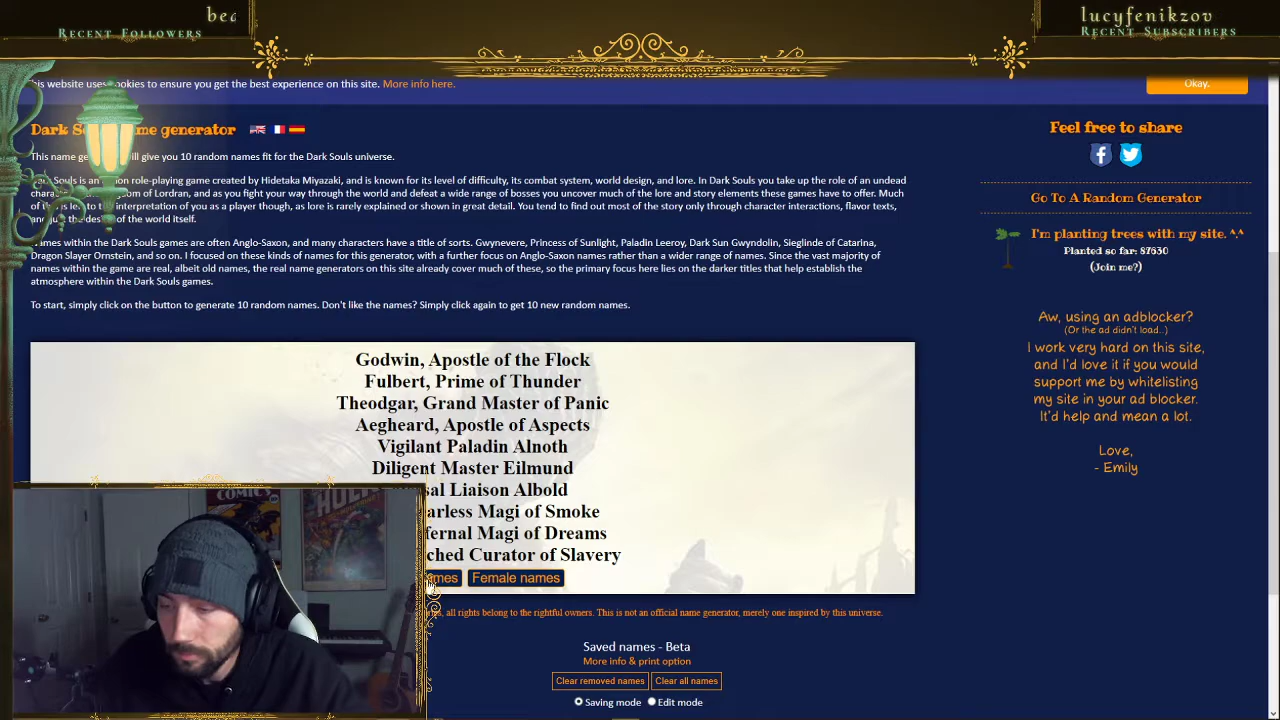 bea
Recent Followers
lucyfenikzov
Recent Subscribers
his website uses cookies to ensure you get the best experience on this site. More info here.
Okay.
Dark S me generator
This name ge ill give you 10 random names fit for the Dark Souls universe.
ark Souls is an on role-playing game created by Hidetaka Miyazaki, and is known for its level of difficulty, its combat system, world design, and lore. In Dark Souls you take up the role of an undead
chara dom of Lordran, and as you fight your way through the world and defeat a wide range of bosses you uncover much of the lore and story elements these games have to offer. Much
of interpretation of you as a player though, as lore is rarely explained or shown in great detail. You tend to find out most of the story only through character interactions, flavor texts,
and of the world itself.
mes within the Dark Souls games are often Anglo-Saxon, and many characters have a title of sorts. Gwynevere, Princess of Sunlight, Paladin Leeroy, Dark Sun Gwyndolin, Sieglinde of Catarina,
Dragon Slayer Ornstein, and so on. I focused on these kinds of names for this generator, with a further focus on Anglo-Saxon names rather than a wider range of names. Since the vast majority of
names within the game are real, albeit old names, the real name generators on this site already cover much of these, so the primary focus here lies on the darker titles that help establish the
atmosphere within the Dark Souls games.
To start, simply click on the button to generate 10 random names. Don't like the names? Simply click again to get 10 new random names.
Godwin, Apostle of the Flock
Fulbert, Prime of Thunder
Theodgar, Grand Master of Panic
Aegheard, Apostle of Aspects
Vigilant Paladin Alnoth
Diligent Master Eilmund
sal Liaison Albold
arless Magi of Smoke
fernal Magi of Dreams
ched Curator of Slavery
mes Female names
s, all rights belong to the rightful owners. This is not an official name generator, merely one inspired by this universe.
Saved names - Beta
More info & print option
Clear removed names Clear all names
Saving mode Edit mode
Feel free to share
Go To A Random Generator
I'm planting trees with my site. ^.^
Planted so far: 87630
(Join me?)
Aw, using an adblocker?
(Or the ad didn't load..)
I work very hard on this site,
and I'd love it if you would
support me by whitelisting
my site in your ad blocker.
It'd help and mean a lot.
Love,
- Emily
COMICS
HULK